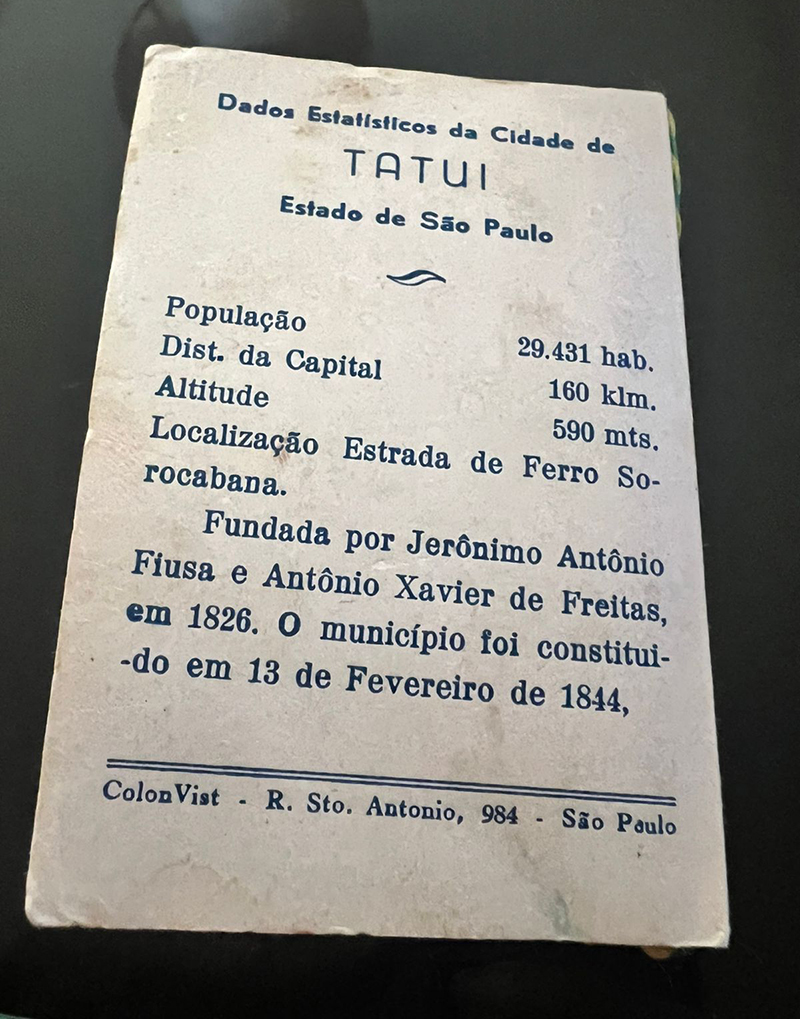 Dados Estatísticos da Cidade de
TATUI
Estado de São Paulo
População 29.431 hab.
Dist. da Capital 160 klm.
Altitude 590 mts.
Localização Estrada de Ferro So-
rocabana.
Fundada por Jerônimo Antônio
Fiusa e Antônio Xavier de Freitas,
em 1826. O município foi constitui-
-do em 13 de Fevereiro de 1844,
ColonVist - R. Sto. Antonio, 984 - São Paulo